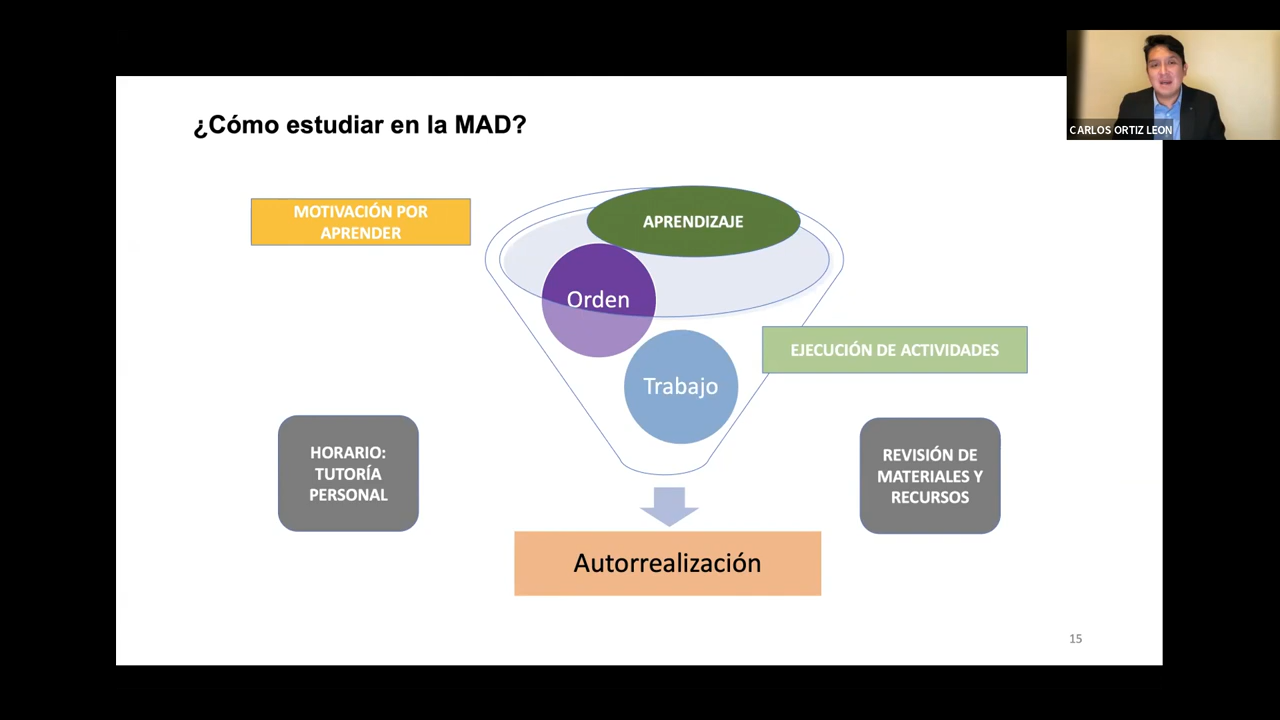 CARLOS ORTIZ LEON
¿Cómo estudiar en la MAD?
MOTIVACIÓN POR
APRENDER
APRENDIZAJE
Orden
EJECUCIÓN DE ACTIVIDADES
Trabajo
HORARIO:
TUTORÍA
PERSONAL
REVISIÓN DE
MATERIALES Y
RECURSOS
Autorrealización
15